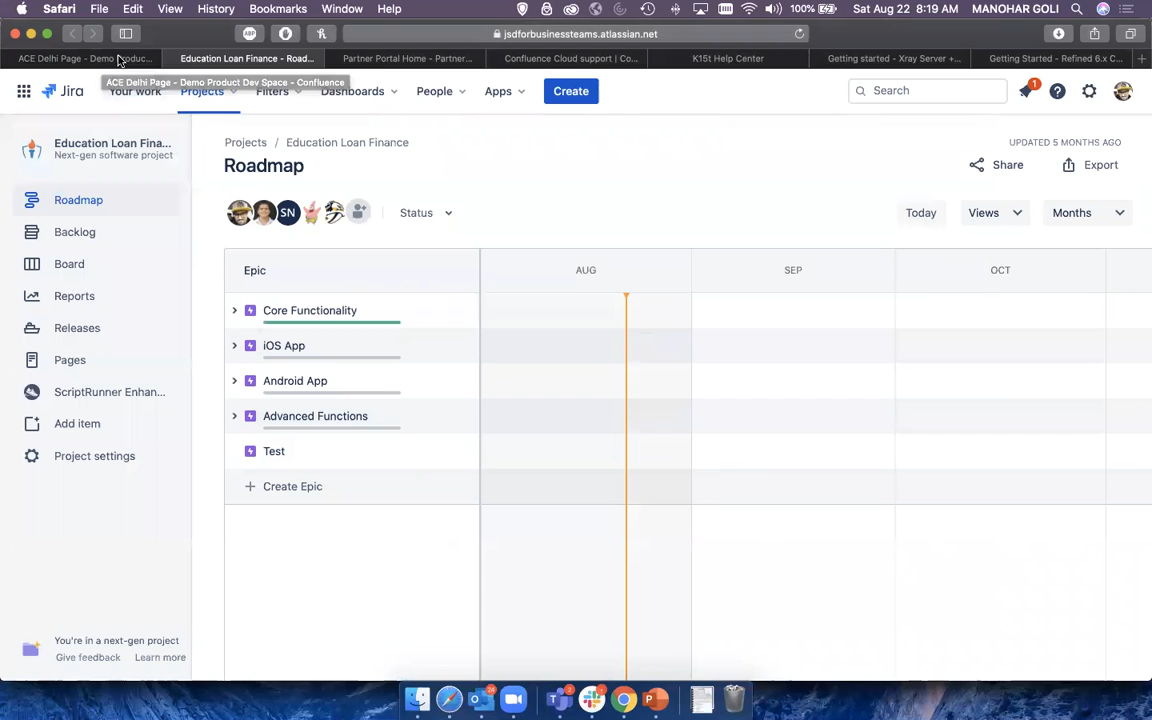 Safari File Edit View History Bookmarks Window Help 100% Sat Aug 22 8:19 AM MANOHAR GOLI
ABP jsdforbusinessteams.atlassian.net
ACE Delhi Page – Demo Produc... Education Loan Finance - Road... Partner Portal Home - Partner... Confluence Cloud support | Co... K15t Help Center Getting started - Xray Server +... Getting Started - Refined 6.x C...
ACE Delhi Page – Demo Product Dev Space – Confluence
Jira Your work Projects Filters Dashboards People Apps Create Search 1
Education Loan Fina...
Next-gen software project
Roadmap
Backlog
Board
Reports
Releases
Pages
ScriptRunner Enhan...
Add item
Project settings
You're in a next-gen project
Give feedback Learn more
Projects / Education Loan Finance UPDATED 5 MONTHS AGO
Roadmap Share Export
SN Status Today Views Months
Epic AUG SEP OCT
Core Functionality
iOS App
Android App
Advanced Functions
Test
+ Create Epic
24 2